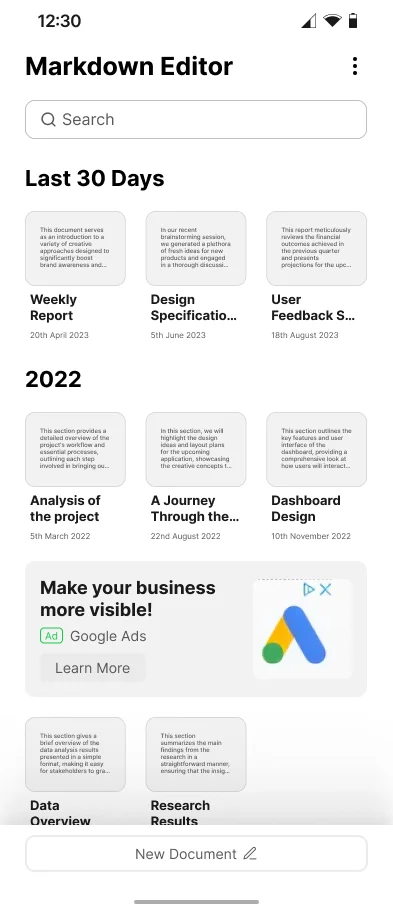 12:30
Markdown Editor
Search
Last 30 Days
This document serves
as an introduction to a
variety of creative
approaches designed to
significantly boost
brand awareness and...
In our recent
brainstorming session,
we generated a plethora
of fresh ideas for new
products and engaged
in a thorough discussi...
This report meticulously
reviews the financial
outcomes achieved in
the previous quarter
and presents
projections for the upc...
Weekly
Report
20th April 2023
Design
Specificatio...
5th June 2023
User
Feedback S...
18th August 2023
2022
This section provides a
detailed overview of the
project's workflow and
essential processes,
outlining each step
involved in bringing ou...
In this section, we will
highlight the design
ideas and layout plans
for the upcoming
application, showcasing
the creative concepts t...
This section outlines the
key features and user
interface of the
dashboard, providing a
comprehensive look at
how users will interact...
Analysis of
the project
5th March 2022
A Journey
Through the...
22nd August 2022
Dashboard
Design
10th November 2022
Make your business
more visible!
Ad Google Ads
Learn More
This section gives a
brief overview of the
data analysis results
presented in a simple
format, making it easy
for stakeholders to gra...
This section
summarizes the main
findings from the
research in a
straightforward manner,
ensuring that the insig...
Data
Overview
Research
Results
New Document